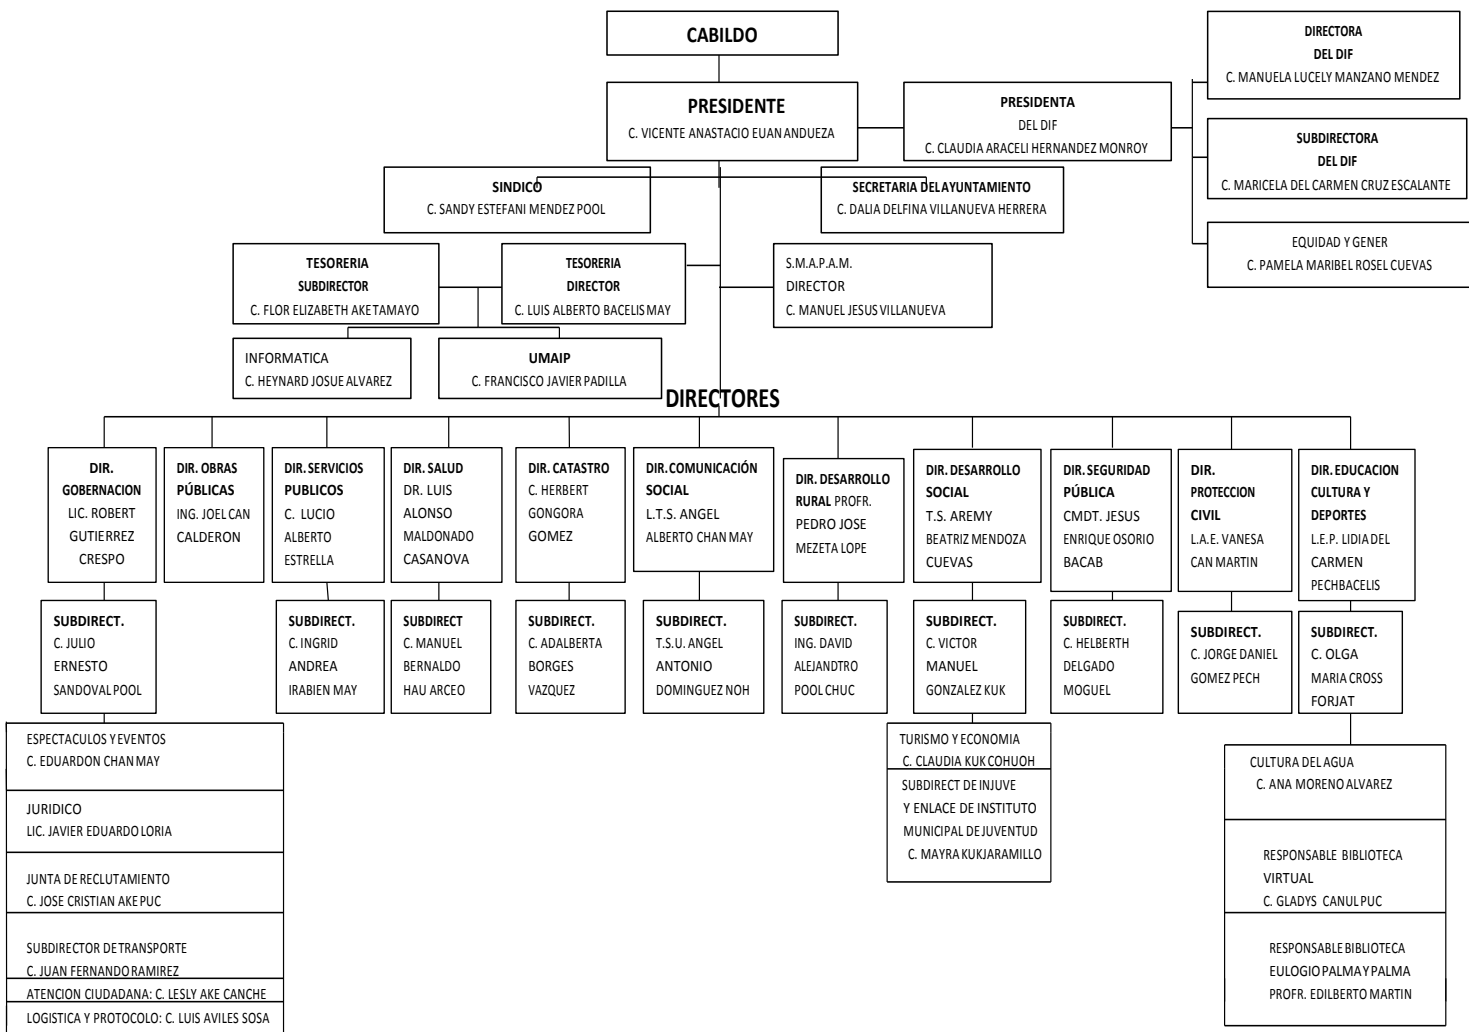 CABILDO
PRESIDENTE
C. VICENTE ANASTACIO EUAN ANDUEZA
PRESIDENTA
DEL DIF
C. CLAUDIA ARACELI HERNANDEZ MONROY
DIRECTORA
DEL DIF
C. MANUELA LUCELY MANZANO MENDEZ
SUBDIRECTORA
DEL DIF
C. MARICELA DEL CARMEN CRUZ ESCALANTE
EQUIDAD Y GENER
C. PAMELA MARIBEL ROSEL CUEVAS
SINDICO
C. SANDY ESTEFANI MENDEZ POOL
SECRETARIA DEL AYUNTAMIENTO
C. DALIA DELFINA VILLANUEVA HERRERA
TESORERIA
SUBDIRECTOR
C. FLOR ELIZABETH AKE TAMAYO
TESORERIA
DIRECTOR
C. LUIS ALBERTO BACELIS MAY
S.M.A.P.A.M.
DIRECTOR
C. MANUEL JESUS VILLANUEVA
INFORMATICA
C. HEYNARD JOSUE ALVAREZ
UMAIP
C. FRANCISCO JAVIER PADILLA
DIRECTORES
DIR.
GOBERNACION
LIC. ROBERT
GUTIERREZ
CRESPO
DIR. OBRAS
PÚBLICAS
ING. JOEL CAN
CALDERON
DIR. SERVICIOS
PUBLICOS
C. LUCIO
ALBERTO
ESTRELLA
DIR. SALUD
DR. LUIS
ALONSO
MALDONADO
CASANOVA
DIR. CATASTRO
C. HERBERT
GONGORA
GOMEZ
DIR. COMUNICACIÓN
SOCIAL
L.T.S. ANGEL
ALBERTO CHAN MAY
DIR. DESARROLLO
RURAL PROFR.
PEDRO JOSE
MEZETA LOPE
DIR. DESARROLLO
SOCIAL
T.S. AREMY
BEATRIZ MENDOZA
CUEVAS
DIR. SEGURIDAD
PÚBLICA
CMDT. JESUS
ENRIQUE OSORIO
BACAB
DIR.
PROTECCION
CIVIL
L.A.E. VANESA
CAN MARTIN
DIR. EDUCACION
CULTURA Y
DEPORTES
L.E.P. LIDIA DEL
CARMEN
PECH BACELIS
SUBDIRECT.
C. JULIO
ERNESTO
SANDOVAL POOL
SUBDIRECT.
C. INGRID
ANDREA
IRABIEN MAY
SUBDIRECT
C. MANUEL
BERNALDO
HAU ARCEO
SUBDIRECT.
C. ADALBERTA
BORGES
VAZQUEZ
SUBDIRECT.
T.S.U. ANGEL
ANTONIO
DOMINGUEZ NOH
SUBDIRECT.
ING. DAVID
ALEJANDTRO
POOL CHUC
SUBDIRECT.
C. VICTOR
MANUEL
GONZALEZ KUK
SUBDIRECT.
C. HELBERTH
DELGADO
MOGUEL
SUBDIRECT.
C. JORGE DANIEL
GOMEZ PECH
SUBDIRECT.
C. OLGA
MARIA CROSS
FORJAT
ESPECTACULOS Y EVENTOS
C. EDUARDON CHAN MAY
JURIDICO
LIC. JAVIER EDUARDO LORIA
JUNTA DE RECLUTAMIENTO
C. JOSE CRISTIAN AKE PUC
SUBDIRECTOR DE TRANSPORTE
C. JUAN FERNANDO RAMIREZ
ATENCION CIUDADANA: C. LESLY AKE CANCHE
LOGISTICA Y PROTOCOLO: C. LUIS AVILES SOSA
TURISMO Y ECONOMIA
C. CLAUDIA KUK COHUOH
SUBDIRECT DE INJUVE
Y ENLACE DE INSTITUTO
MUNICIPAL DE JUVENTUD
C. MAYRA KUK JARAMILLO
CULTURA DEL AGUA
C. ANA MORENO ALVAREZ
RESPONSABLE BIBLIOTECA
VIRTUAL
C. GLADYS CANUL PUC
RESPONSABLE BIBLIOTECA
EULOGIO PALMA Y PALMA
PROFR. EDILBERTO MARTIN